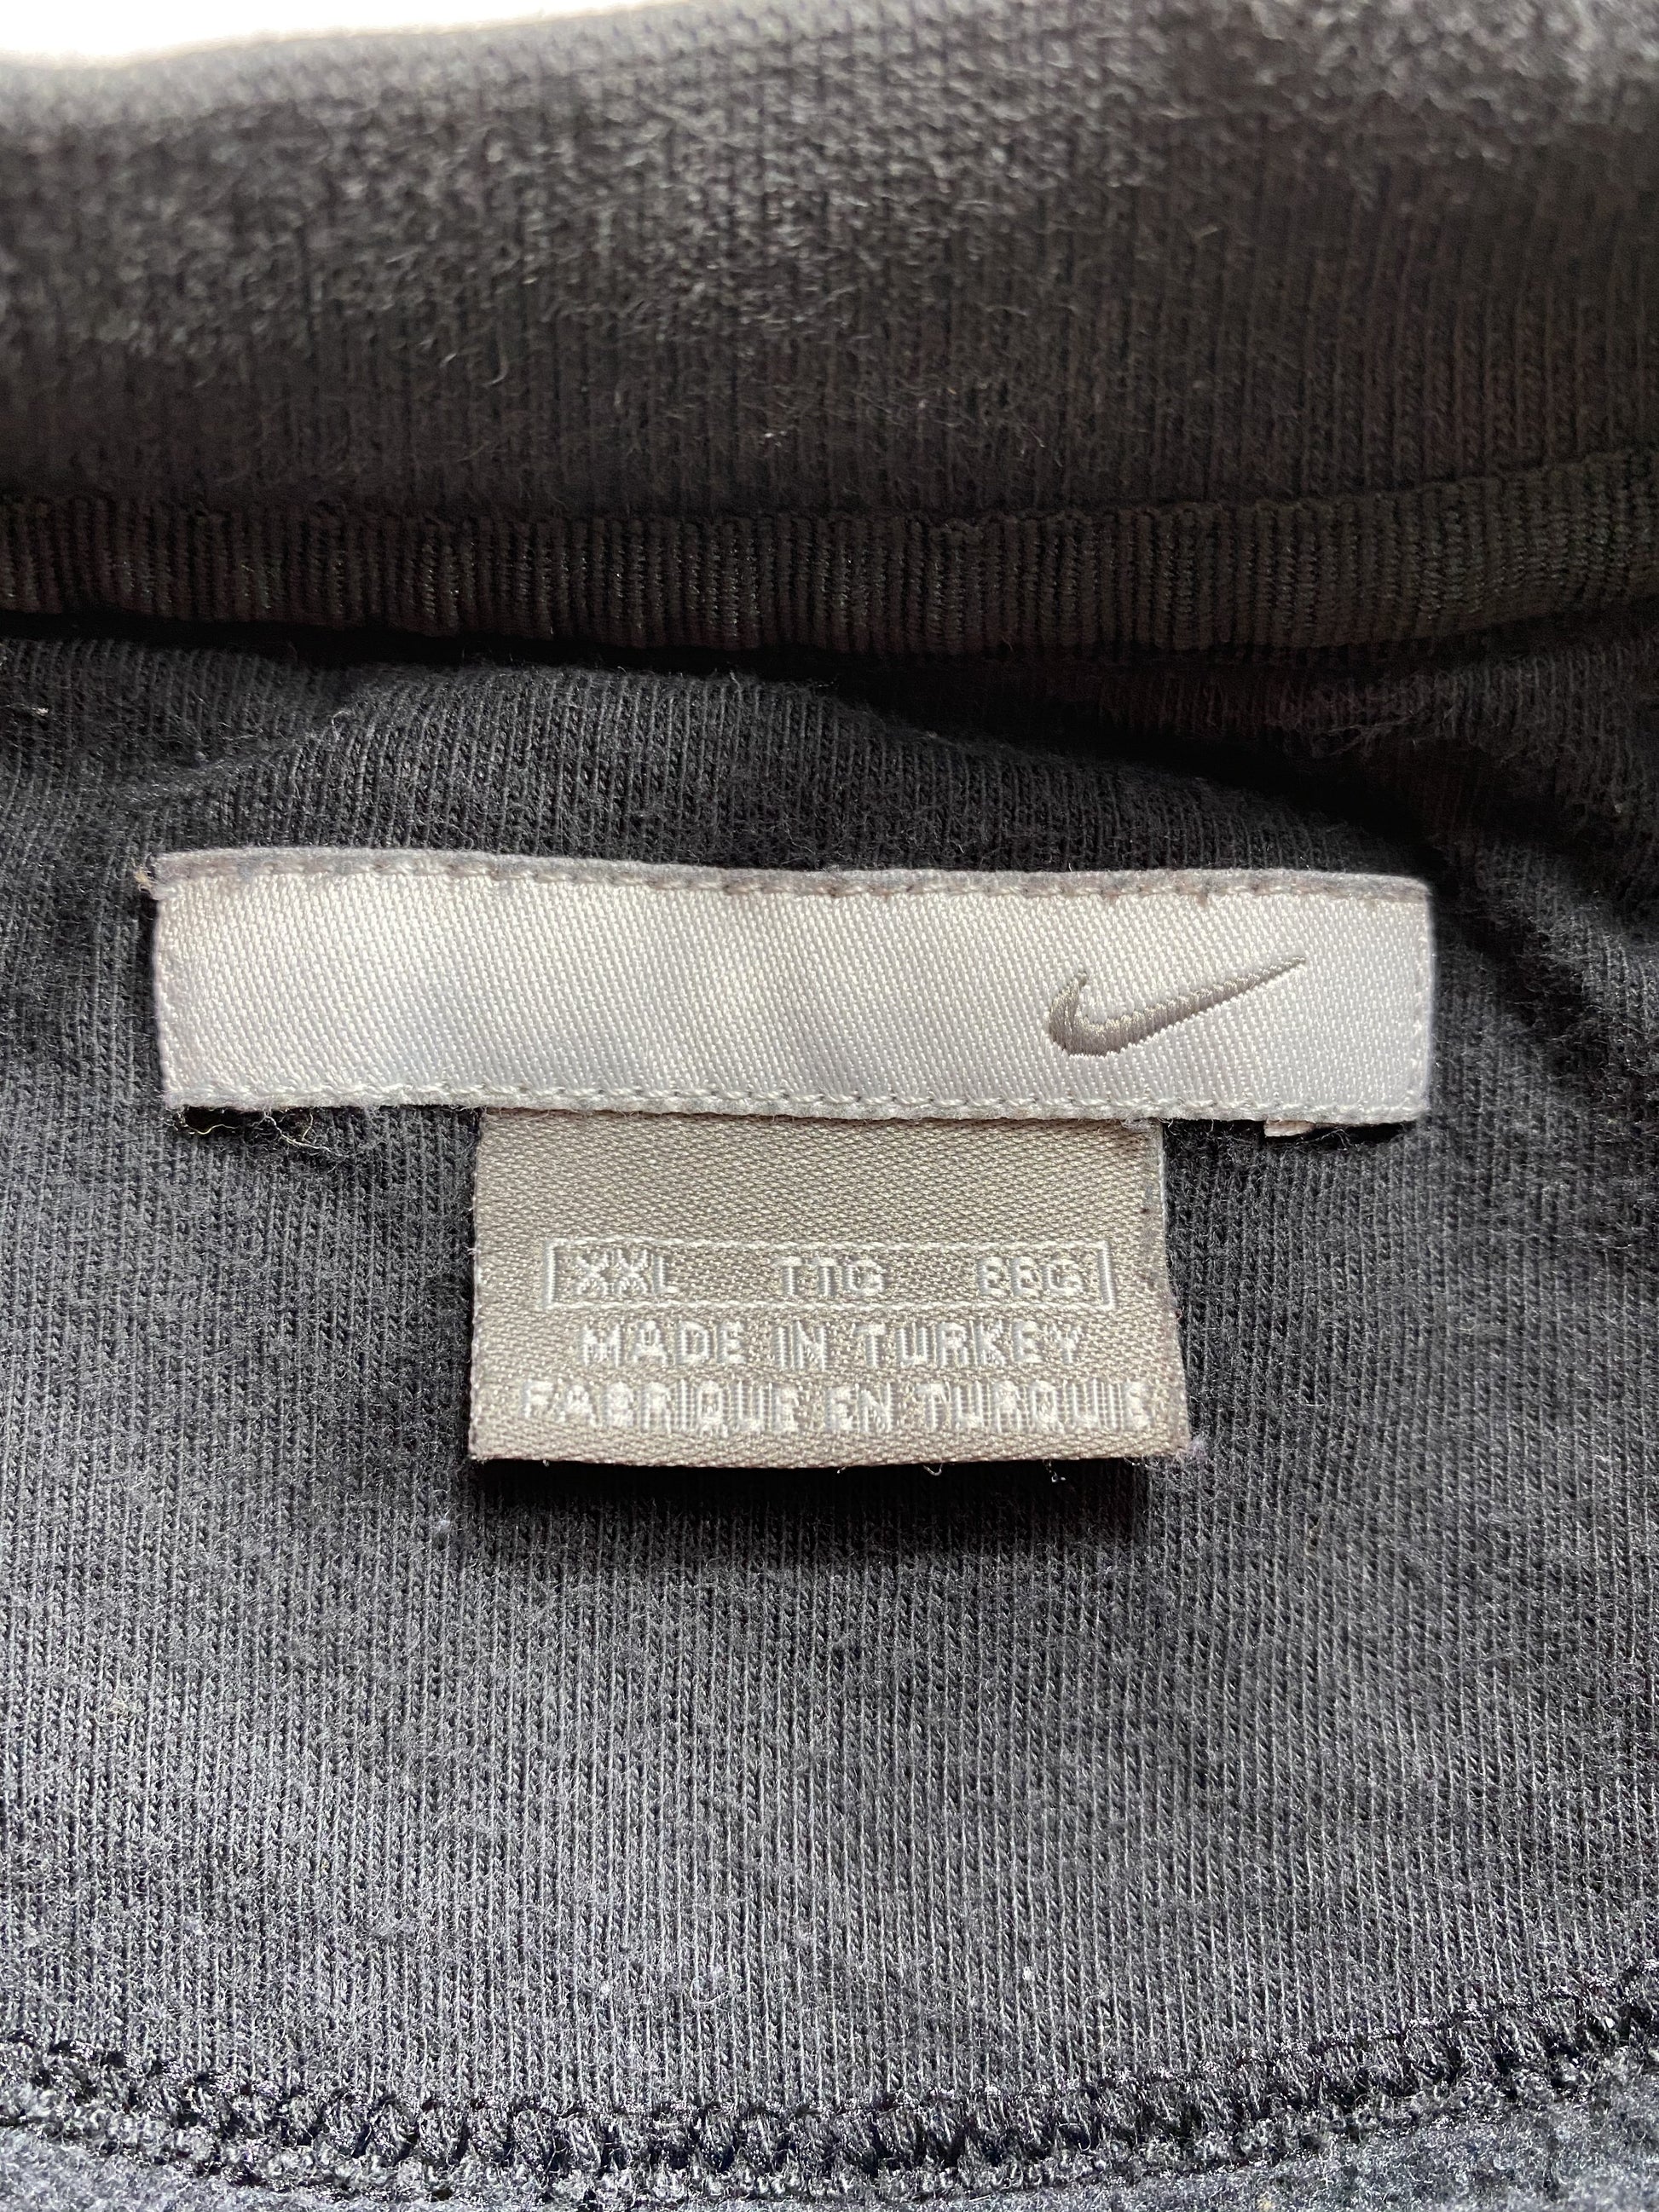 XXL TTG EEG
MADE IN TURKEY
FABRIQUE EN TURQUIE